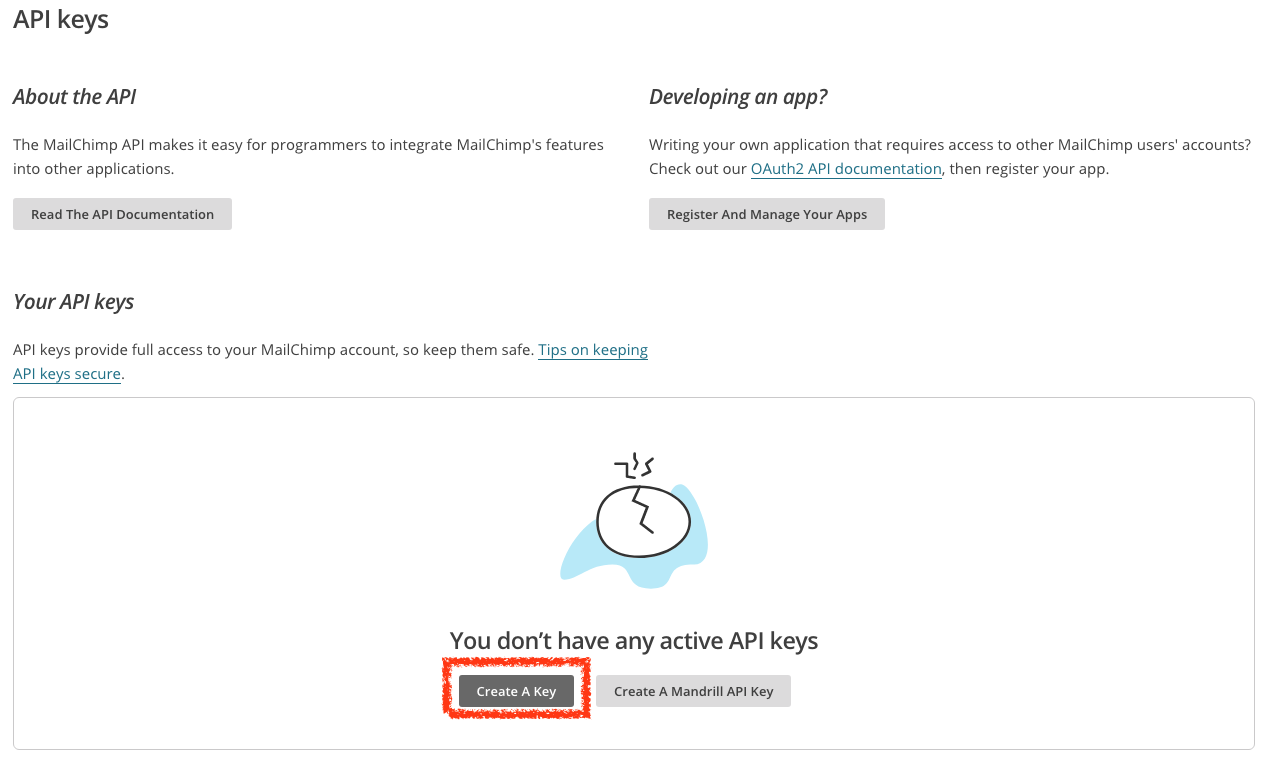 API keys
About the API
The MailChimp API makes it easy for programmers to integrate MailChimp's features
into other applications.
Read The API Documentation
Developing an app?
Writing your own application that requires access to other MailChimp users' accounts?
Check out our OAuth2 API documentation, then register your app.
Register And Manage Your Apps
Your API keys
API keys provide full access to your MailChimp account, so keep them safe. Tips on keeping
API keys secure.
You don’t have any active API keys
Create A Key
Create A Mandrill API Key